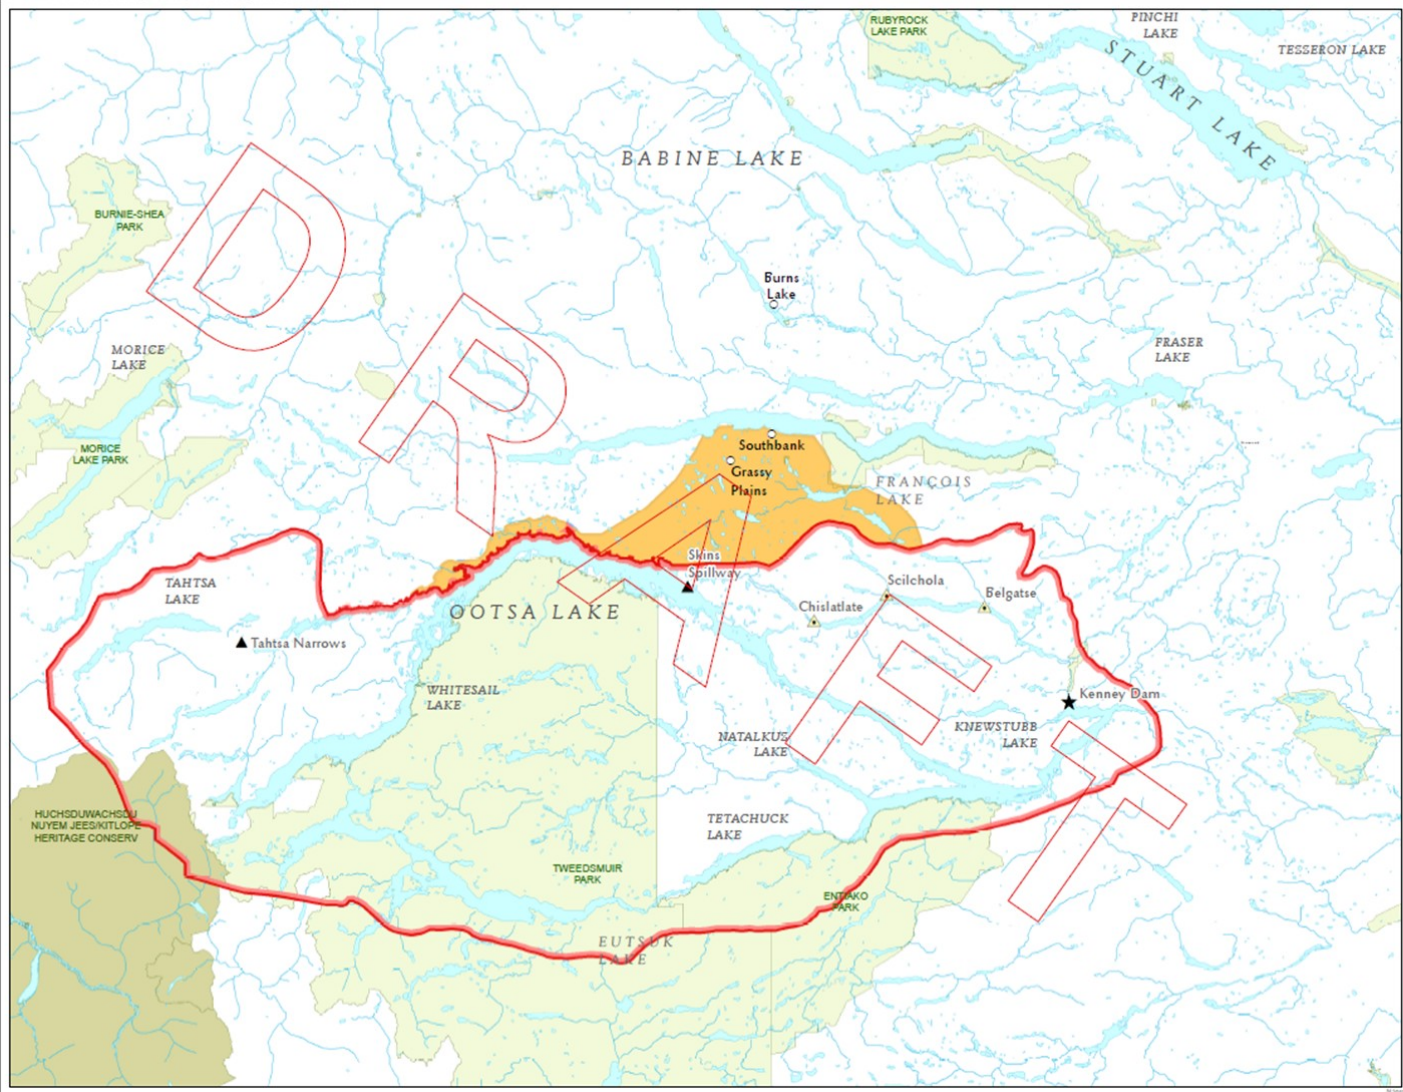 RUBYROCK
LAKE PARK
PINCHI
LAKE
TESSERON LAKE
STUART LAKE
BABINE LAKE
BURNIE-SHEA
PARK
Burns
Lake
MORICE
LAKE
FRASER
LAKE
MORICE
LAKE PARK
Southbank
Grassy
Plains
FRANÇOIS
LAKE
Skins
Spillway
TAHTSA
LAKE
Scilchola
Belgatse
Chislatlate
OOTSA LAKE
Tahtsa Narrows
WHITESAIL
LAKE
Kenney Dam
NATALKUS
LAKE
KNEWSTUBB
LAKE
HUCHSDUWACHSDU
NUYEM JEES/KITLOPE
HERITAGE CONSERV
TETACHUCK
LAKE
TWEEDSMUIR
PARK
ENTIAKO
PARK
EUTSUK
LAKE
DRAFT